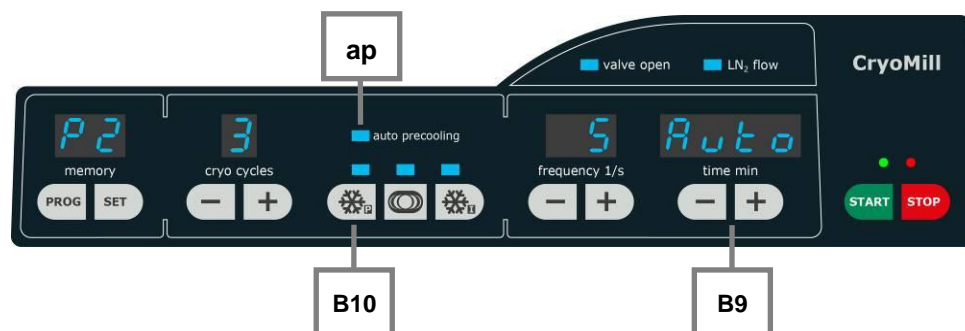 ap
valve open
LN₂ flow
CryoMill
P2
3
auto precooling
5
Auto
memory
cryo cycles
frequency 1/s
time min
PROG
SET
− +
P
I
− +
− +
START
STOP
B10
B9